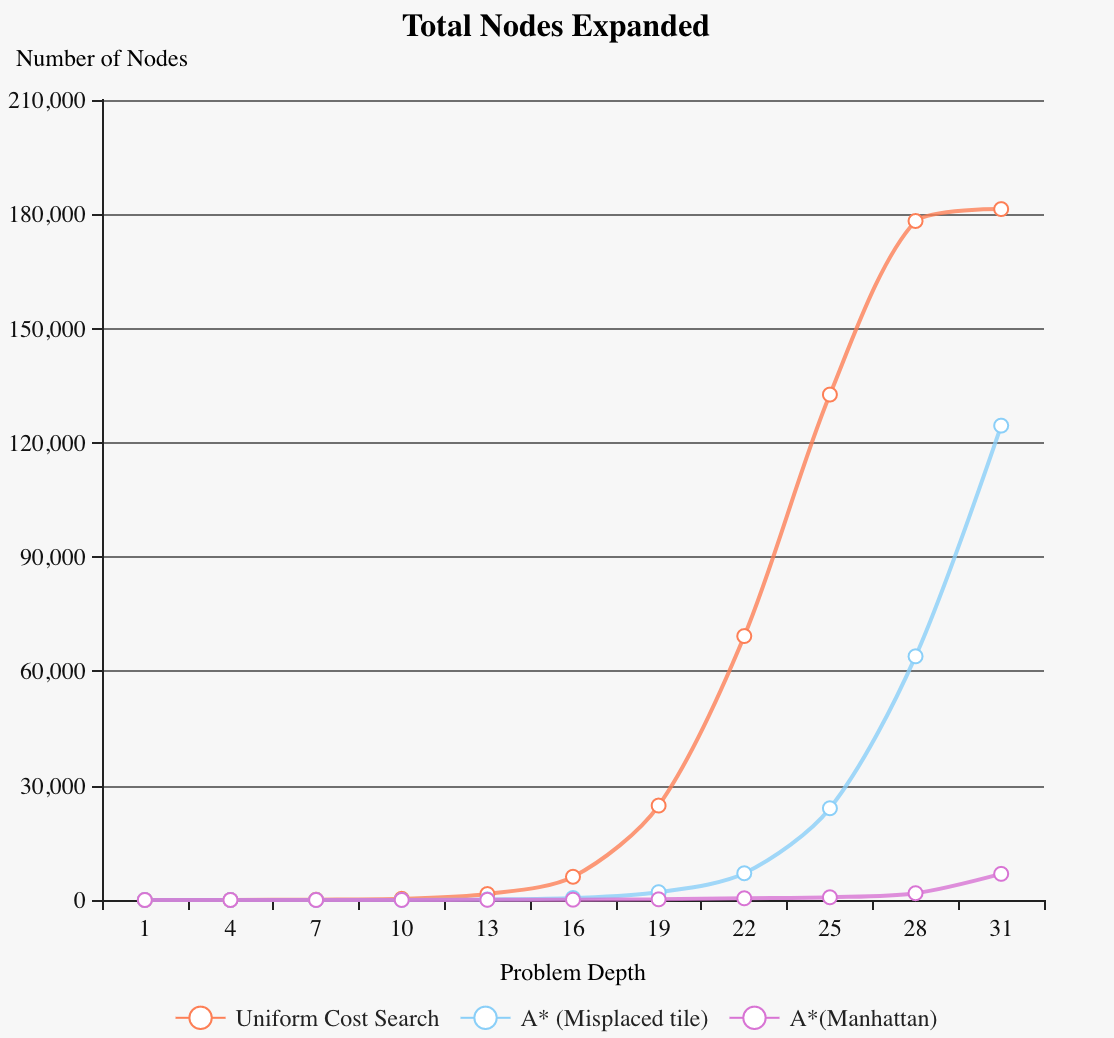 Total Nodes Expanded
Number of Nodes
210,000
180,000
150,000
120,000
90,000
60,000
30,000
0
1 4 7 10 13 16 19 22 25 28 31
Problem Depth
Uniform Cost Search A* (Misplaced tile) A*(Manhattan)